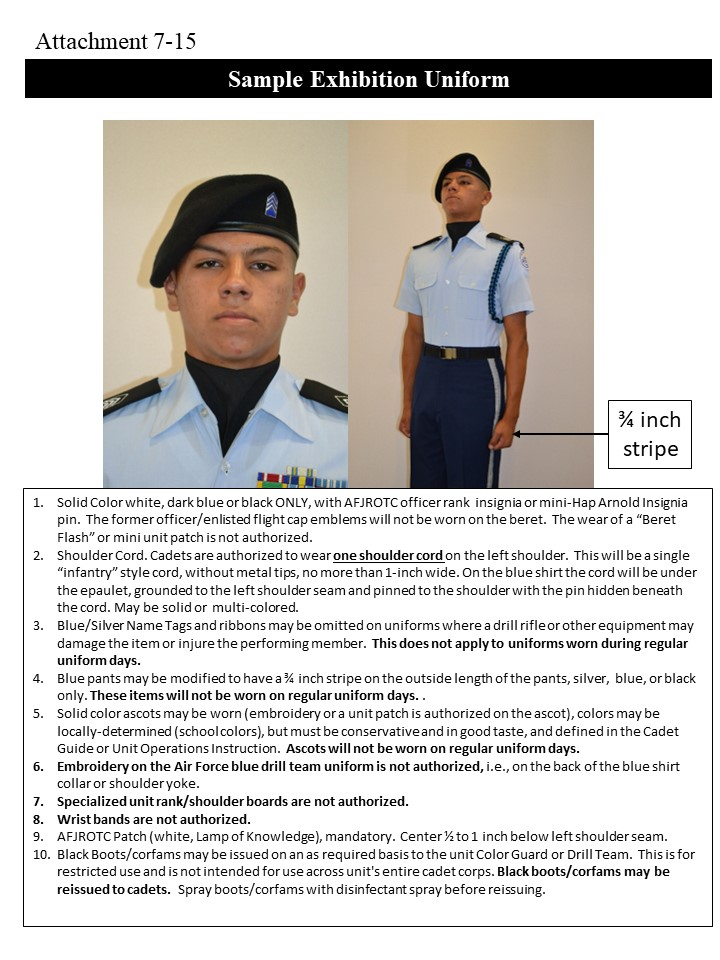 Attachment 7-15
Sample Exhibition Uniform
¾ inch
stripe
1. Solid Color white, dark blue or black ONLY, with AFJROTC officer rank insignia or mini-Hap Arnold Insignia
pin. The former officer/enlisted flight cap emblems will not be worn on the beret. The wear of a “Beret
Flash” or mini unit patch is not authorized.
2. Shoulder Cord. Cadets are authorized to wear one shoulder cord on the left shoulder. This will be a single
“infantry” style cord, without metal tips, no more than 1-inch wide. On the blue shirt the cord will be under
the epaulet, grounded to the left shoulder seam and pinned to the shoulder with the pin hidden beneath
the cord. May be solid or multi-colored.
3. Blue/Silver Name Tags and ribbons may be omitted on uniforms where a drill rifle or other equipment may
damage the item or injure the performing member. This does not apply to uniforms worn during regular
uniform days.
4. Blue pants may be modified to have a ¾ inch stripe on the outside length of the pants, silver, blue, or black
only. These items will not be worn on regular uniform days. .
5. Solid color ascots may be worn (embroidery or a unit patch is authorized on the ascot), colors may be
locally-determined (school colors), but must be conservative and in good taste, and defined in the Cadet
Guide or Unit Operations Instruction. Ascots will not be worn on regular uniform days.
6. Embroidery on the Air Force blue drill team uniform is not authorized, i.e., on the back of the blue shirt
collar or shoulder yoke.
7. Specialized unit rank/shoulder boards are not authorized.
8. Wrist bands are not authorized.
9. AFJROTC Patch (white, Lamp of Knowledge), mandatory. Center ½ to 1 inch below left shoulder seam.
10. Black Boots/corfams may be issued on an as required basis to the unit Color Guard or Drill Team. This is for
restricted use and is not intended for use across unit's entire cadet corps. Black boots/corfams may be
reissued to cadets. Spray boots/corfams with disinfectant spray before reissuing.